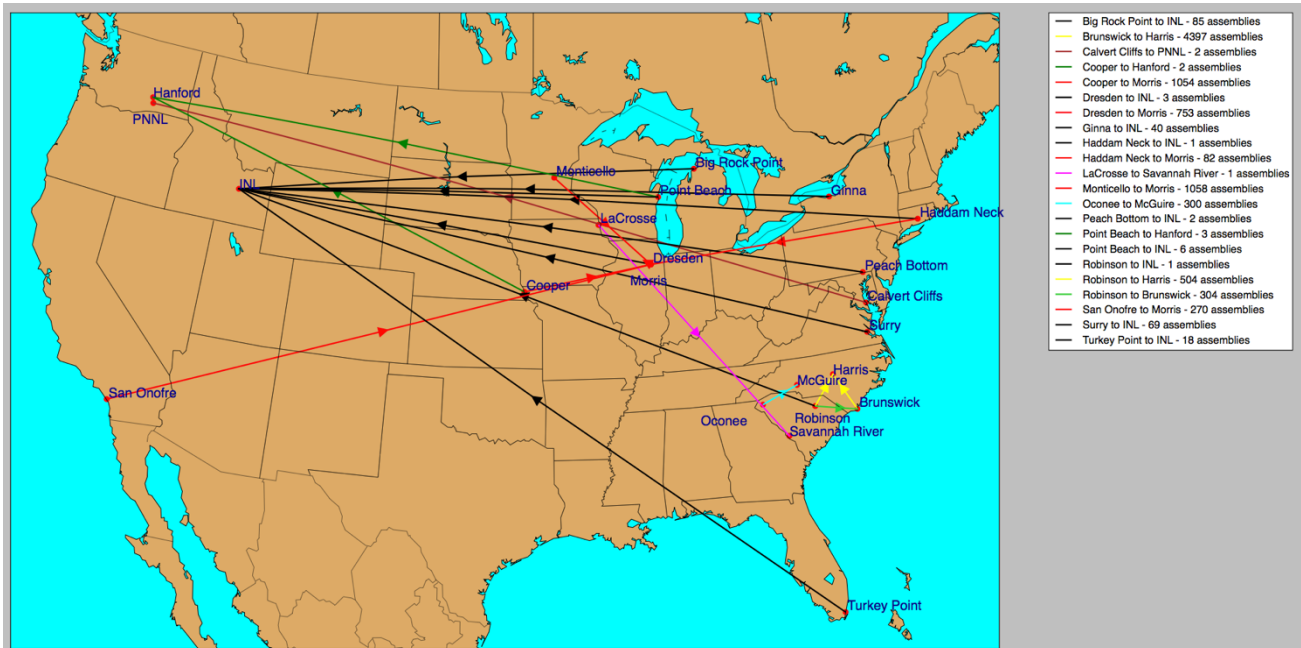 Hanford
PNNL
INL
Monticello
Big Rock Point
Point Beach
Ginna
LaCrosse
Haddam Neck
Dresden
Peach Bottom
Morris
Cooper
Calvert Cliffs
Surry
San Onofre
Harris
McGuire
Brunswick
Oconee
Robinson
Savannah River
Turkey Point
Big Rock Point to INL - 85 assemblies
Brunswick to Harris - 4397 assemblies
Calvert Cliffs to PNNL - 2 assemblies
Cooper to Hanford - 2 assemblies
Cooper to Morris - 1054 assemblies
Dresden to INL - 3 assemblies
Dresden to Morris - 753 assemblies
Ginna to INL - 40 assemblies
Haddam Neck to INL - 1 assemblies
Haddam Neck to Morris - 82 assemblies
LaCrosse to Savannah River - 1 assemblies
Monticello to Morris - 1058 assemblies
Oconee to McGuire - 300 assemblies
Peach Bottom to INL - 2 assemblies
Point Beach to Hanford - 3 assemblies
Point Beach to INL - 6 assemblies
Robinson to INL - 1 assemblies
Robinson to Harris - 504 assemblies
Robinson to Brunswick - 304 assemblies
San Onofre to Morris - 270 assemblies
Surry to INL - 69 assemblies
Turkey Point to INL - 18 assemblies